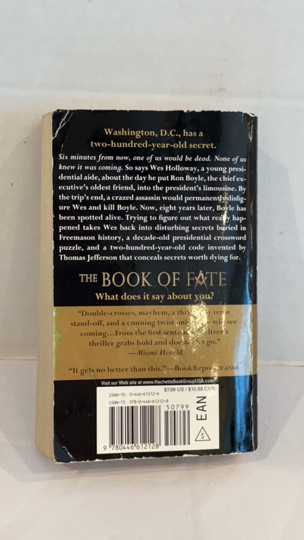 Washington, D.C., has a
two-hundred-year-old secret.
Six minutes from now, one of us would be dead. None of us
knew it was coming. So says Wes Holloway, a young presi-
dential aide, about the day he put Ron Boyle, the chief ex-
ecutive's oldest friend, into the president's limousine. By
the trip's end, a crazed assassin would permanently disfig-
ure Wes and kill Boyle. Now, eight years later, Boyle has
been spotted alive. Trying to figure out what really hap-
pened takes Wes back into disturbing secrets buried in
Freemason history, a decade-old presidential crossword
puzzle, and a two-hundred-year-old code invented by
Thomas Jefferson that conceals secrets worth dying for.
THE BOOK OF FATE
What does it say about you?
"Double-crosses, mayhem, a tense
stand-off, and a cunning twist see
coming...From the first
thriller grabs hold and go."
—Miami Herald
"It gets no better than this."—BookReporter.com
Visit our Web site at www.HachetteBookGroupUSA.com
$7.99 US / $10.99 CAN
ISBN-10: 0-446-61212-6
ISBN-13: 978-0-446-61212-8
50799
9 780446 612128
S
EAN